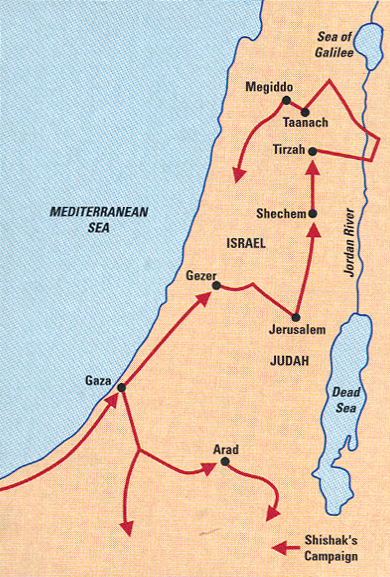 Sea of
Galilee
Megiddo
Taanach
Tirzah
MEDITERRANEAN
SEA
Shechem
ISRAEL
Jordan River
Gezer
Jerusalem
JUDAH
Gaza
Dead
Sea
Arad
Shishak's
Campaign